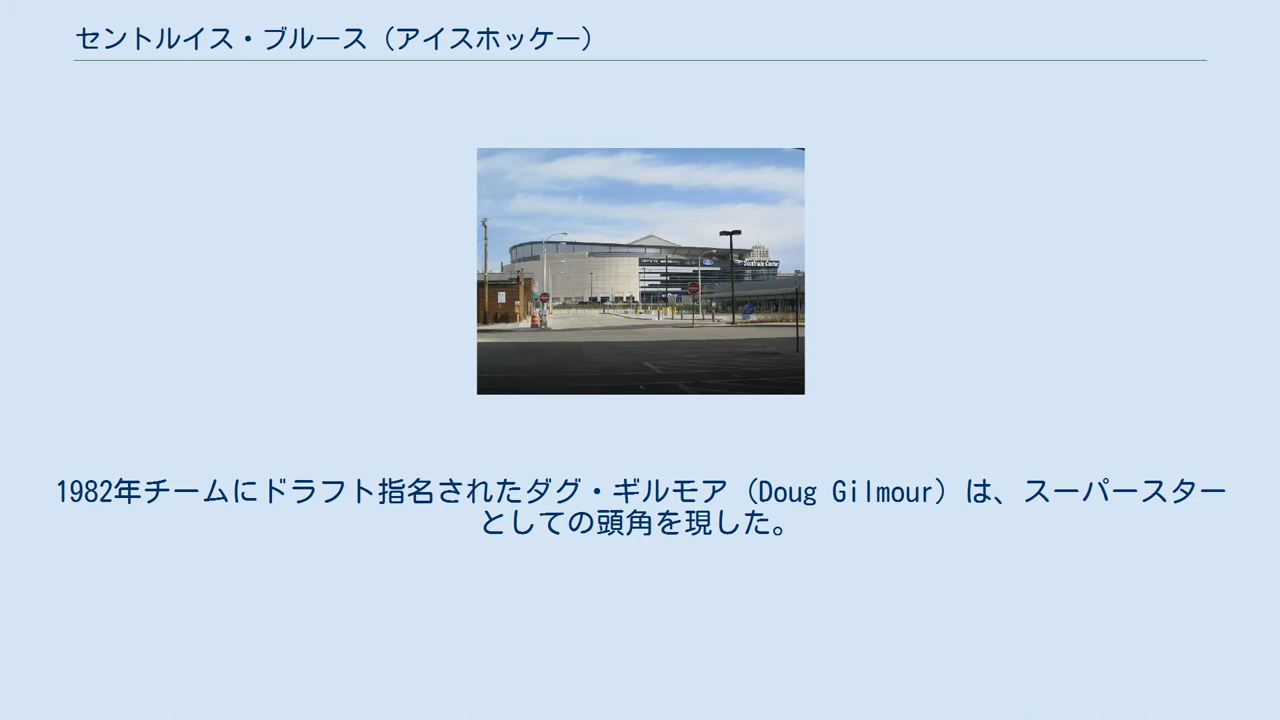 セントルイス・ブルース（アイスホッケー）
Scottrade Center
1982年チームにドラフト指名されたダグ・ギルモア（Doug Gilmour）は、スーパースター
としての頭角を現した。